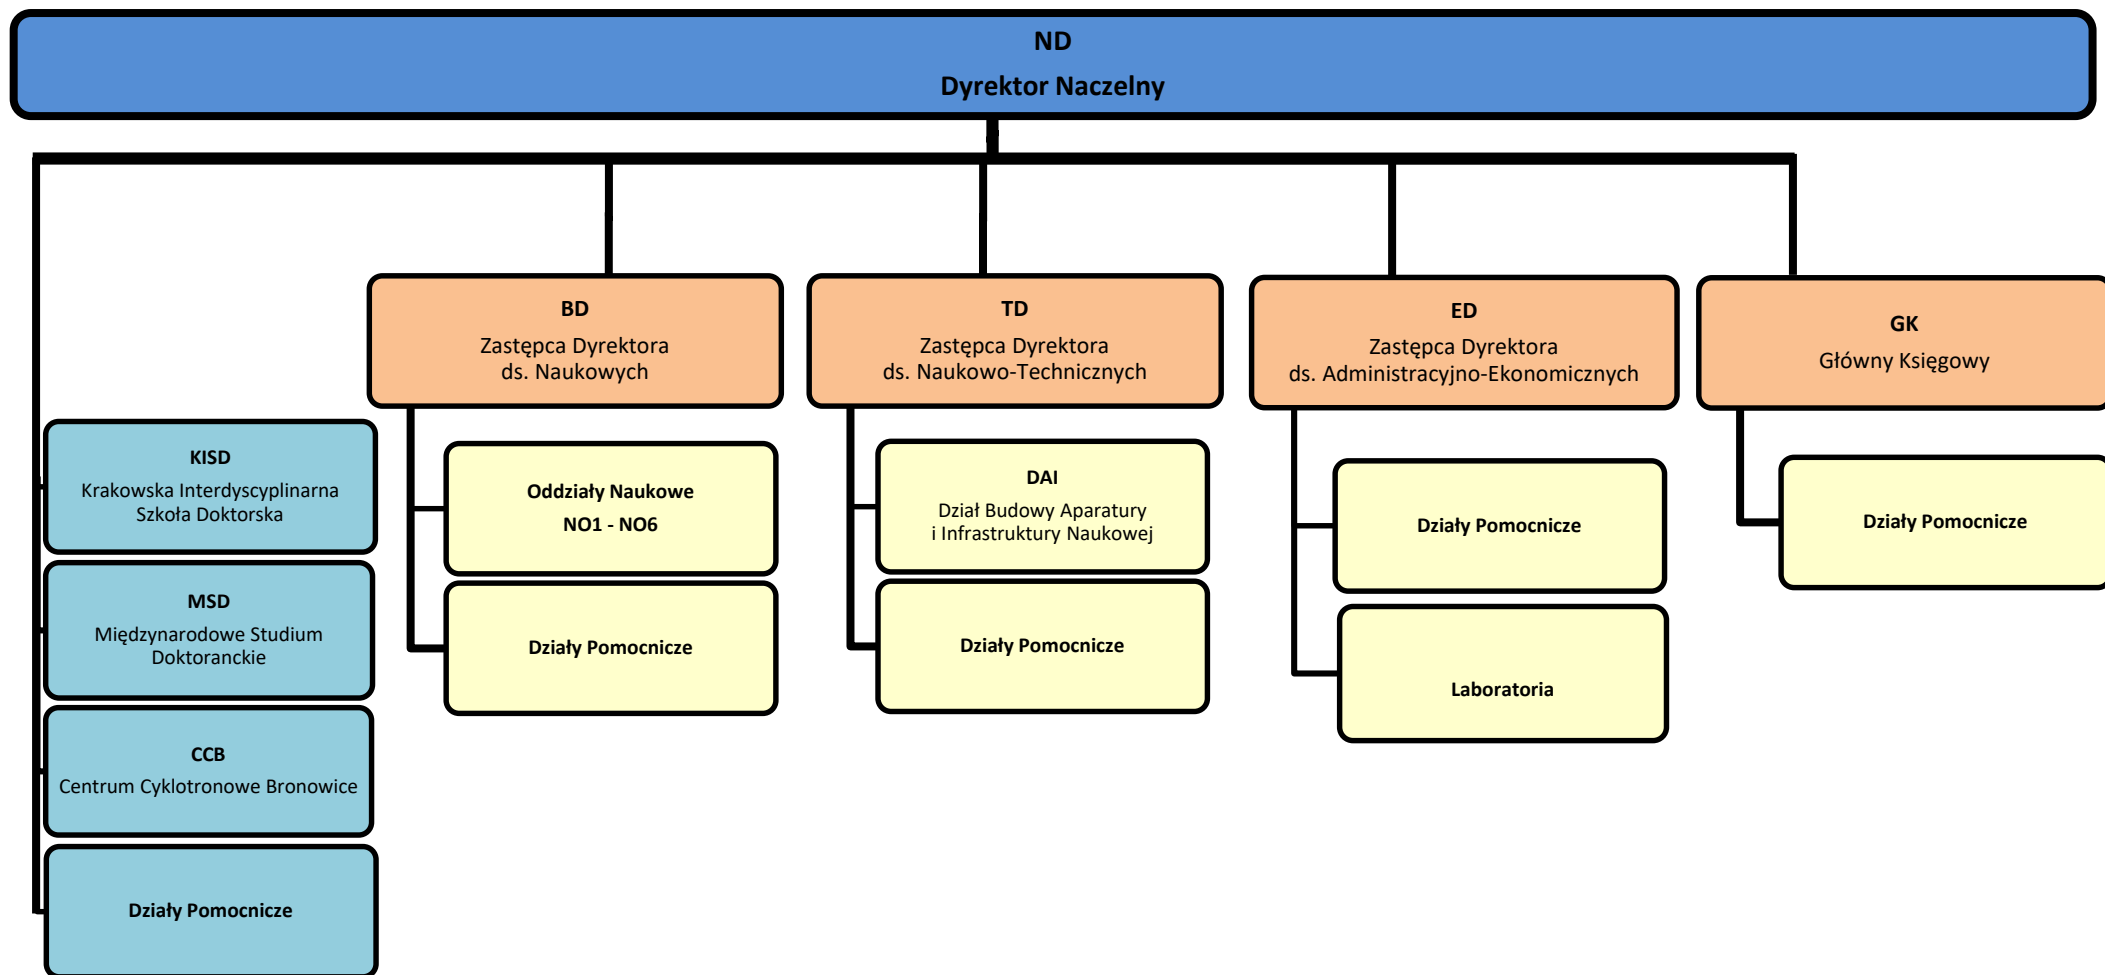 ND
Dyrektor Naczelny
BD
Zastępca Dyrektora
ds. Naukowych
TD
Zastępca Dyrektora
ds. Naukowo-Technicznych
ED
Zastępca Dyrektora
ds. Administracyjno-Ekonomicznych
GK
Główny Księgowy
KISD
Krakowska Interdyscyplinarna
Szkoła Doktorska
MSD
Międzynarodowe Studium
Doktoranckie
CCB
Centrum Cyklotronowe Bronowice
Działy Pomocnicze
Oddziały Naukowe
NO1 - NO6
Działy Pomocnicze
DAI
Dział Budowy Aparatury
i Infrastruktury Naukowej
Działy Pomocnicze
Działy Pomocnicze
Laboratoria
Działy Pomocnicze